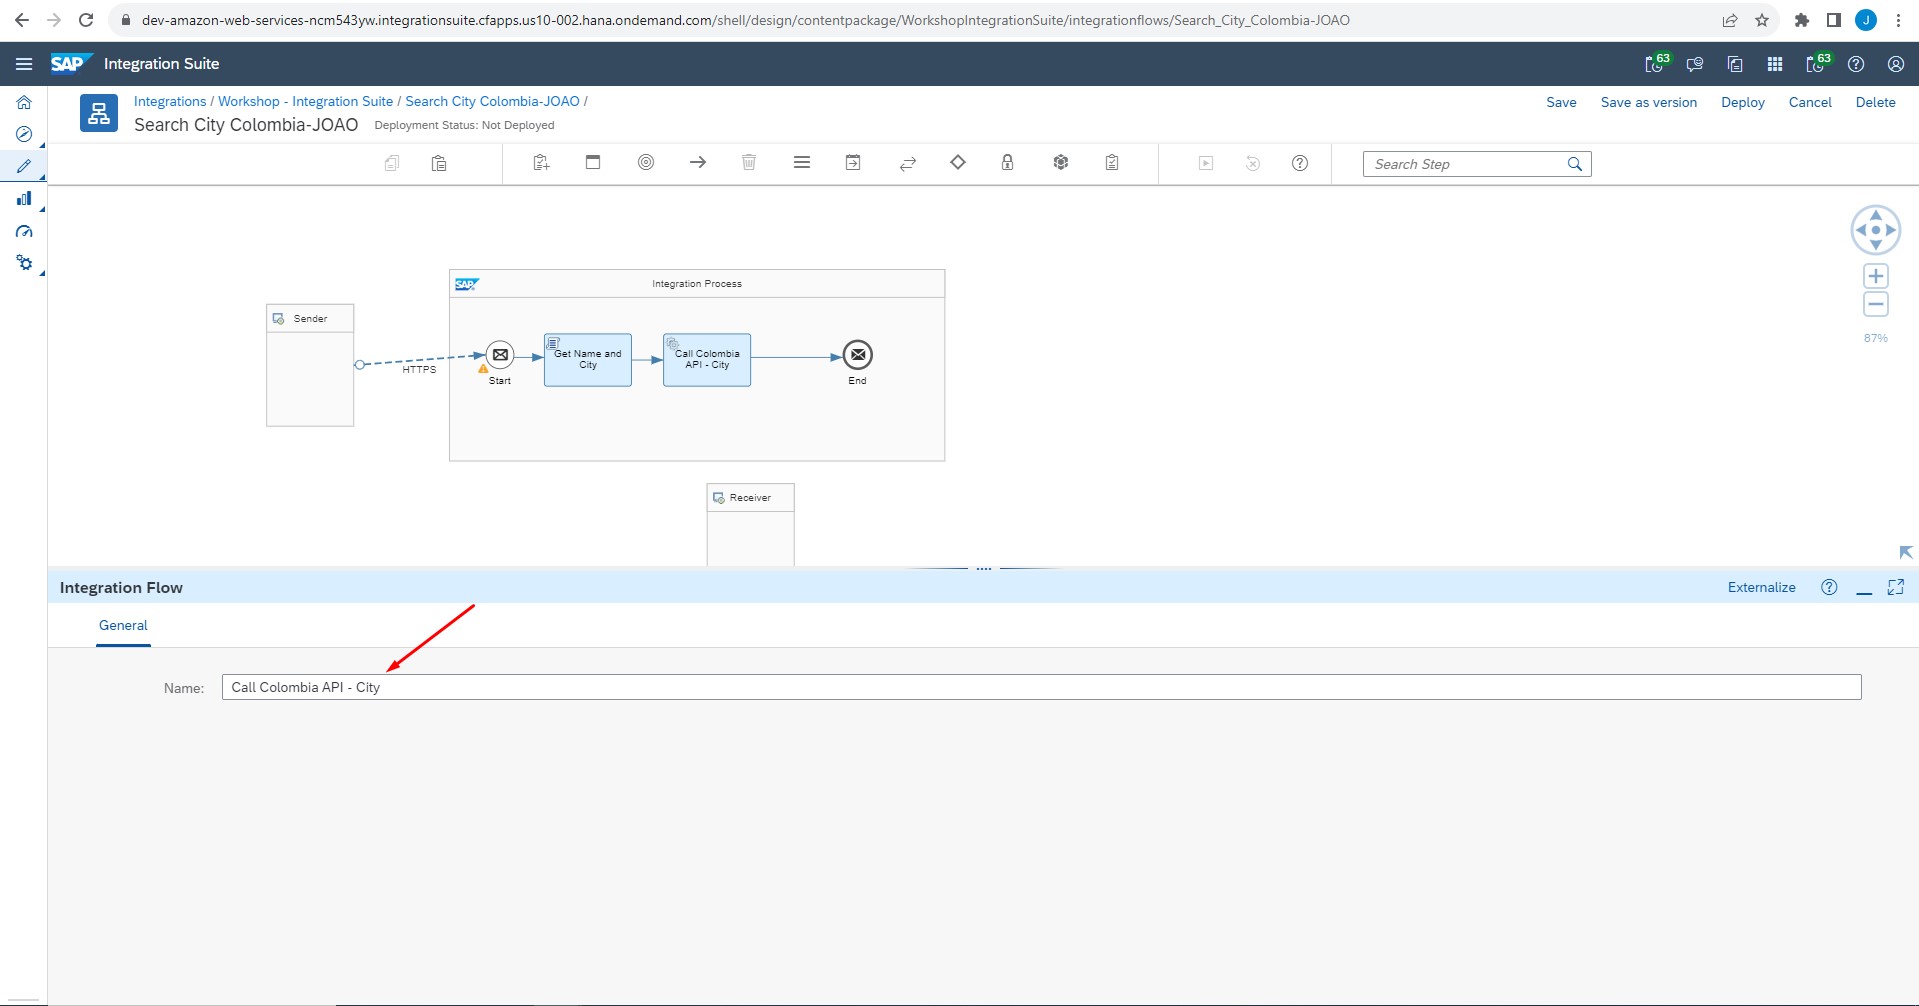 dev-amazon-web-services-ncm543yw.integrationsuite.cfapps.us10-002.hana.ondemand.com/shell/design/contentpackage/WorkshopIntegrationSuite/integrationflows/Search_City_Colombia-JOAO
J
SAP Integration Suite
63
63
Integrations / Workshop - Integration Suite / Search City Colombia-JOAO /
Search City Colombia-JOAO Deployment Status: Not Deployed
Save Save as version Deploy Cancel Delete
Search Step
SAP Integration Process
Sender
HTTPS
Start
Get Name and
City
Call Colombia
API - City
End
87%
Receiver
Integration Flow
Externalize
General
Name: Call Colombia API - City